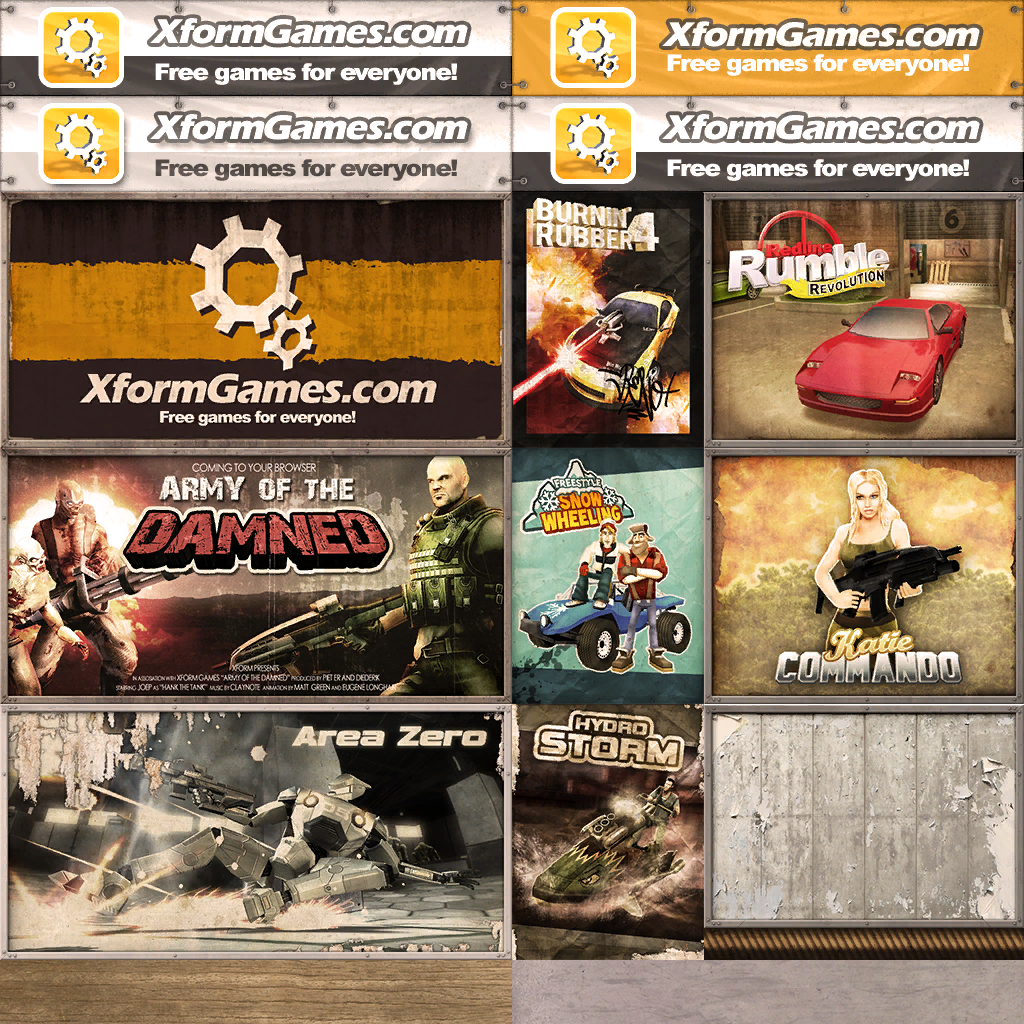 XformGames.com
Free games for everyone!
XformGames.com
Free games for everyone!
XformGames.com
Free games for everyone!
XformGames.com
Free games for everyone!
XformGames.com
Free games for everyone!
BURNIN'
RUBBER 4
6
Redline
Rumble
REVOLUTION
COMING TO YOUR BROWSER
ARMY OF THE
DAMNED
XFORM PRESENTS
IN ASSOCIATION WITH XFORM GAMES "ARMY OF THE DAMNED" PRODUCED BY PIETER AND DIEDERIK
STARRING JOEP AS "HANK THE TANK" MUSIC BY CLAYNOTE ANIMATION BY MATT GREEN AND EUGENE
FREESTYLE
SNOW
WHEELING
Katie
COMMANDO
Area Zero
HYDRO
STORM